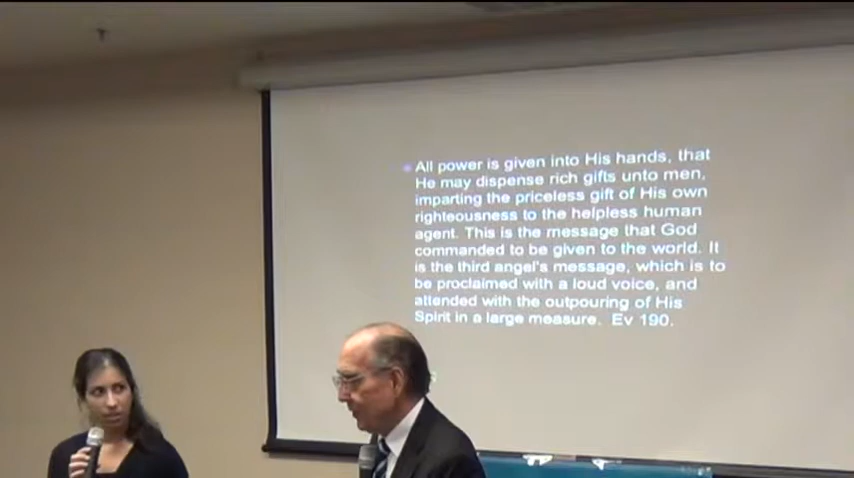 All power is given into His hands, that
He may dispense rich gifts unto men,
imparting the priceless gift of His own
righteousness to the helpless human
agent. This is the message that God
commanded to be given to the world. It
is the third angel's message, which is to
be proclaimed with a loud voice, and
attended with the outpouring of His
Spirit in a large measure. Ev 190.